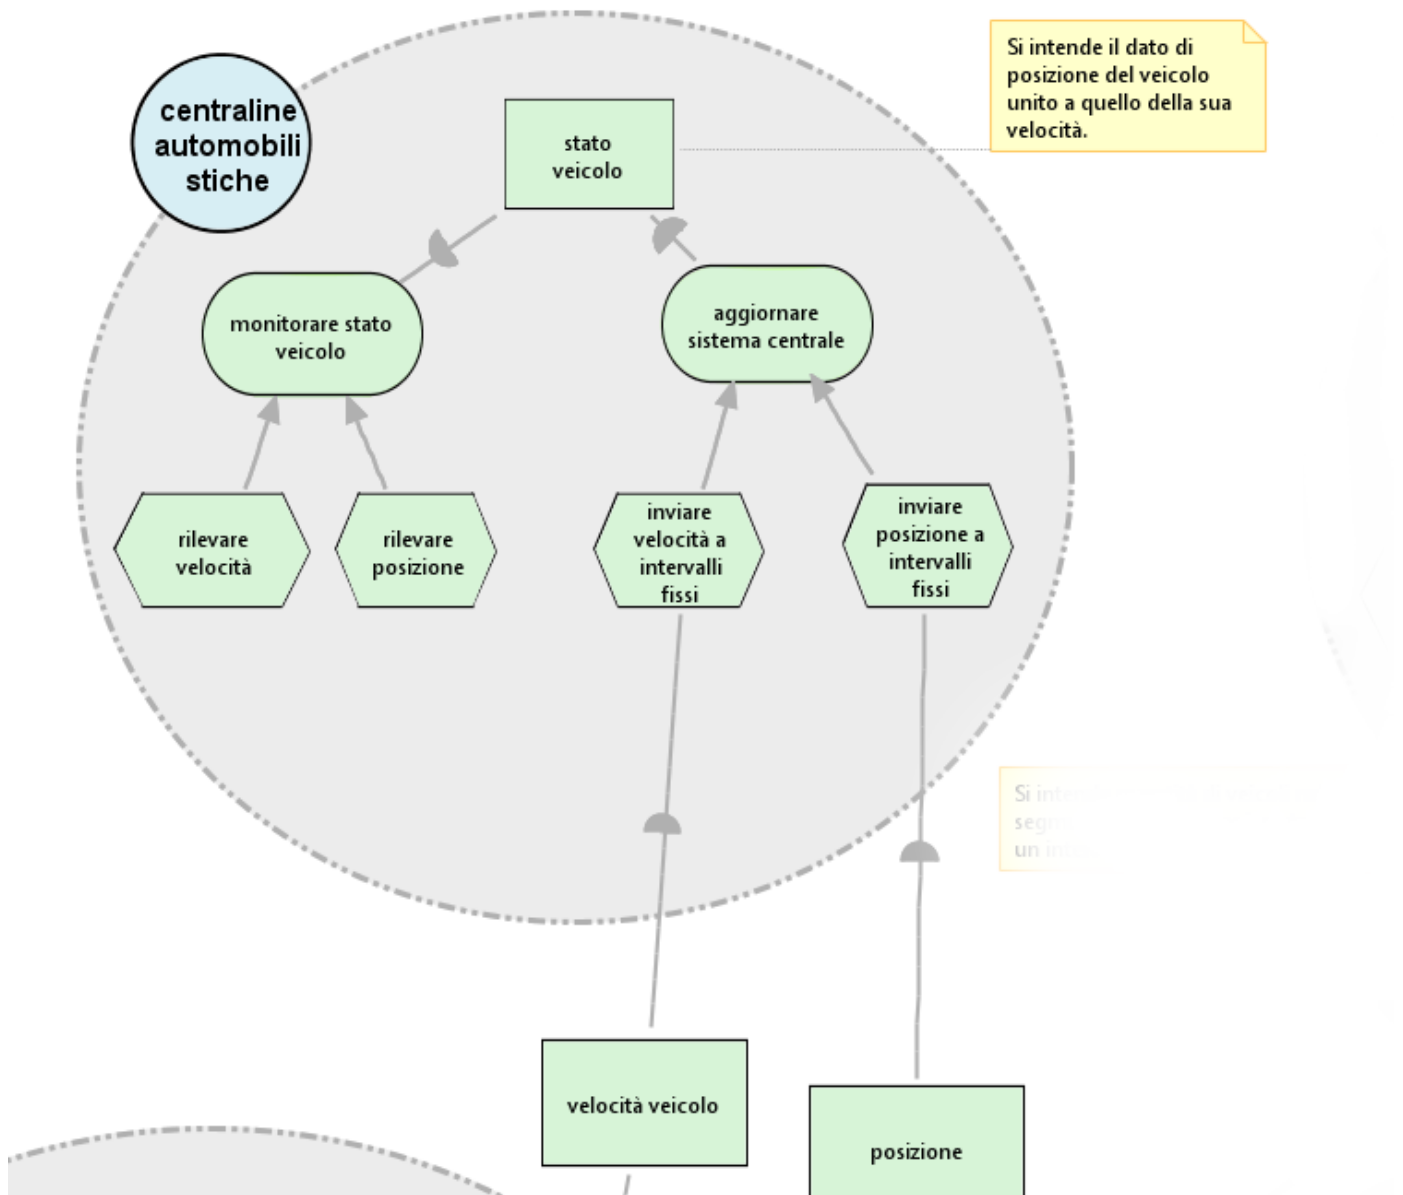 Si intende il dato di
posizione del veicolo
unito a quello della sua
velocità.
centraline
automobili
stiche
stato
veicolo
monitorare stato
veicolo
aggiornare
sistema centrale
rilevare
velocità
rilevare
posizione
inviare
velocità a
intervalli
fissi
inviare
posizione a
intervalli
fissi
Si
un
velocità veicolo
posizione